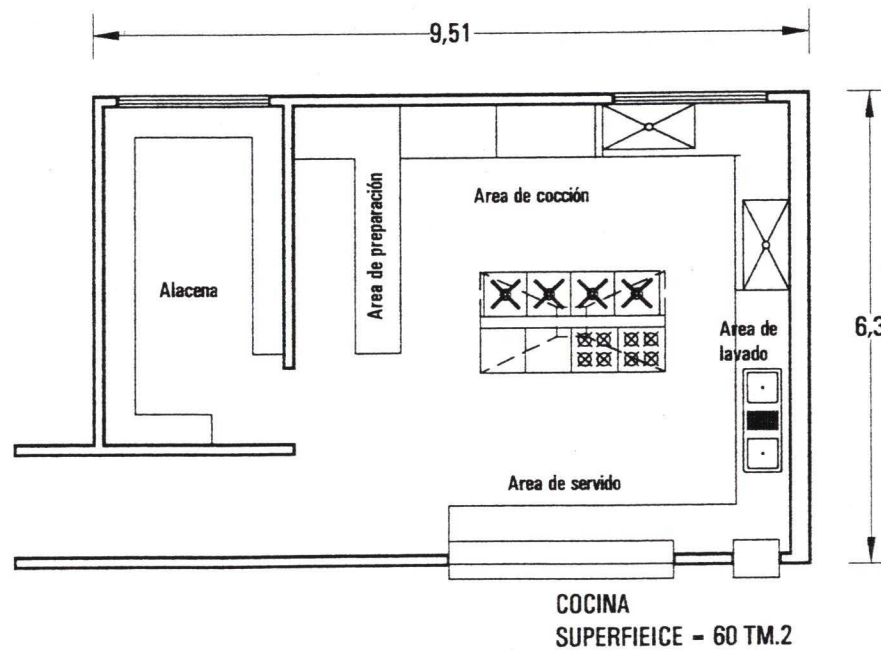 9,51
Area de cocción
Area de preparación
Alacena
6,3
Area de
lavado
Area de servido
COCINA
SUPERFIEICE - 60 TM.2